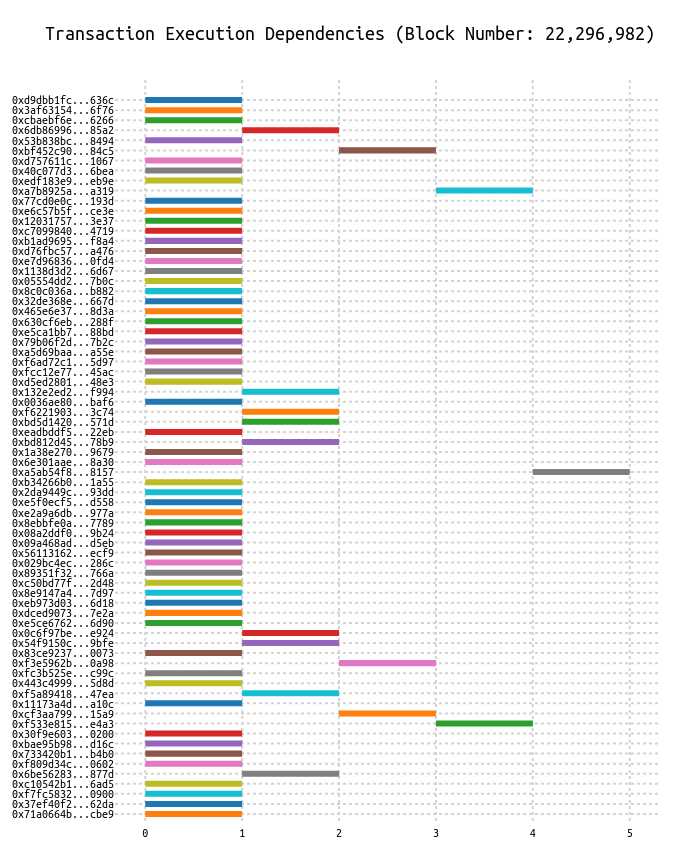 Transaction Execution Dependencies (Block Number: 22,296,982)
0xd9dbb1fc...636c
0x3af63154...6f76
0xcbaebf6e...6266
0x6db86996...85a2
0x53b838bc...8494
0xbf452c90...84c5
0xd757611c...1067
0x40c077d3...6bea
0xedf183e9...eb9e
0xa7b8925a...a319
0x77cd0e0c...193d
0xe6c57b5f...ce3e
0x12031757...3e37
0xc7099840...4719
0xb1ad9695...f8a4
0xd76fbc57...a476
0xe7d96836...0fd4
0x1138d3d2...6d67
0x05554dd2...7b0c
0x8c0c036a...b882
0x32de368e...667d
0x465e6e37...8d3a
0x630cf6eb...288f
0xe5ca1bb7...88bd
0x79b06f2d...7b2c
0xa5d69baa...a55e
0xf6ad72c1...5d97
0xfcc12e77...45ac
0xd5ed2801...48e3
0x132e2ed2...f994
0x0036ae80...baf6
0xf6221903...3c74
0xbd5d1420...571d
0xeadbddf5...22eb
0xbd812d45...78b9
0x1a38e270...9679
0x6e301aae...8a30
0xa5ab54f8...8157
0xb34266b0...1a55
0x2da9449c...93dd
0xe5f0ecf5...d558
0xe2a9a6db...977a
0x8ebbfe0a...7789
0x08a2ddf0...9b24
0x09a468ad...d5eb
0x56113162...ecf9
0x029bc4ec...286c
0x89351f32...766a
0xc50bd77f...2d48
0x8e9147a4...7d97
0xeb973d03...6d18
0xdced9073...7e2a
0xe5ce6762...6d90
0x0c6f97be...e924
0x54f9150c...9bfe
0x83ce9237...0073
0xf3e5962b...0a98
0xfc3b525e...c99c
0x443c4999...5d8d
0xf5a89418...47ea
0x11173a4d...a10c
0xcf3aa799...15a9
0xf533e815...e4a3
0x30f9e603...0200
0xbae95b98...d16c
0x733420b1...b4b0
0xf809d34c...0602
0x6be56283...877d
0xc10542b1...6ad5
0xf7fc5832...0900
0x37ef40f2...62da
0x71a0664b...cbe9
0 1 2 3 4 5